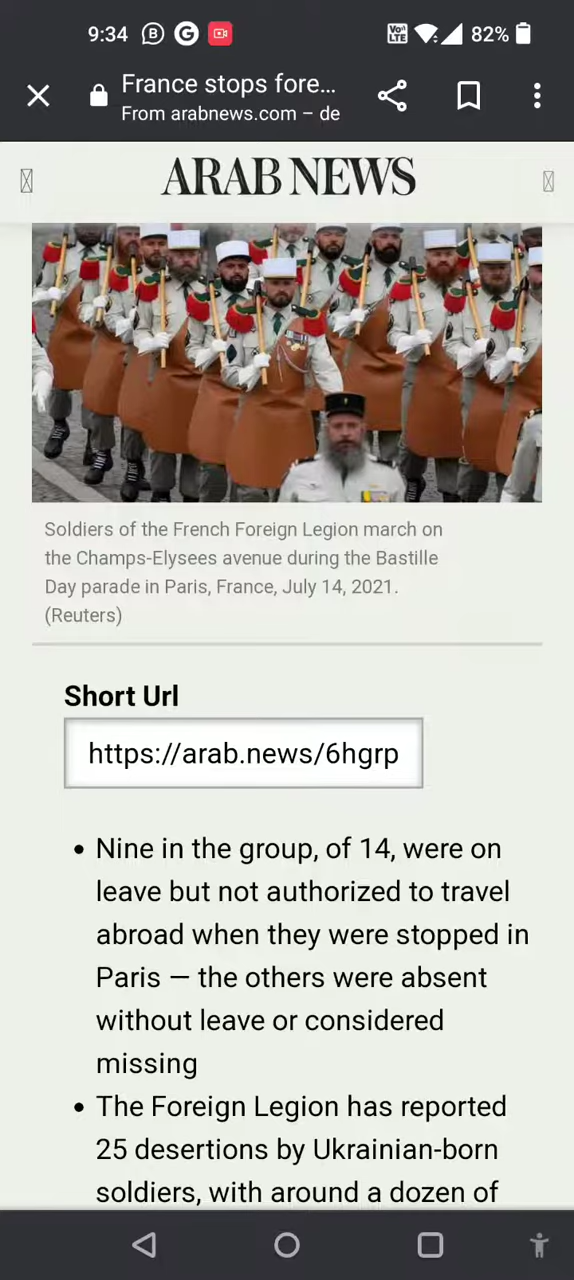 9:34
B
G
Vo
LTE
82%
France stops fore...
From arabnews.com – de
ARAB NEWS
Soldiers of the French Foreign Legion march on
the Champs-Elysees avenue during the Bastille
Day parade in Paris, France, July 14, 2021.
(Reuters)
Short Url
https://arab.news/6hgrp
• Nine in the group, of 14, were on
leave but not authorized to travel
abroad when they were stopped in
Paris — the others were absent
without leave or considered
missing
• The Foreign Legion has reported
25 desertions by Ukrainian-born
soldiers, with around a dozen of